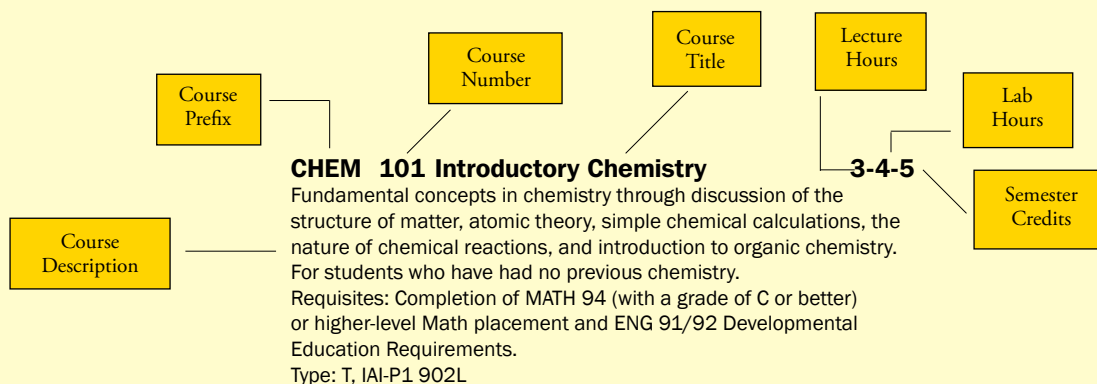 Course
Prefix
Course
Number
Course
Title
Lecture
Hours
Lab
Hours
CHEM 101 Introductory Chemistry 3-4-5
Semester
Credits
Course
Description
Fundamental concepts in chemistry through discussion of the
structure of matter, atomic theory, simple chemical calculations, the
nature of chemical reactions, and introduction to organic chemistry.
For students who have had no previous chemistry.
Requisites: Completion of MATH 94 (with a grade of C or better)
or higher-level Math placement and ENG 91/92 Developmental
Education Requirements.
Type: T, IAI-P1 902L